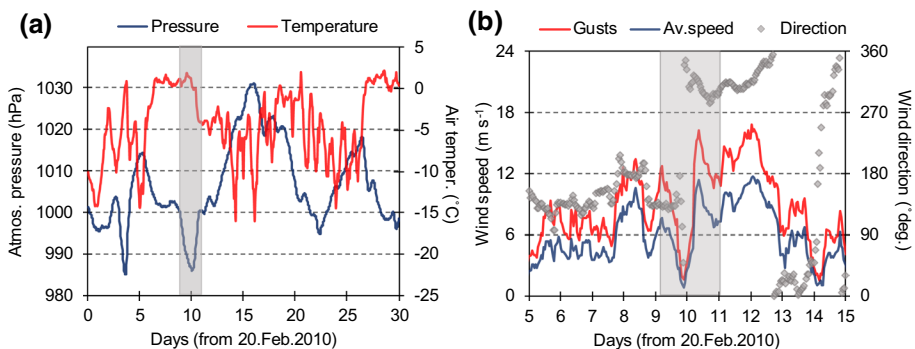 (a)
Pressure
Temperature
Atmos. pressure (hPa)
1030
1020
1010
1000
990
980
5
0
-5
-10
-15
-20
-25
Air temper. (°C)
0 5 10 15 20 25 30
Days (from 20.Feb.2010)
(b)
Gusts
Av.speed
Direction
Wind speed (m s-1)
24
18
12
6
0
360
270
180
90
0
Wind direction (°deg.)
5 6 7 8 9 10 11 12 13 14 15
Days (from 20.Feb.2010)